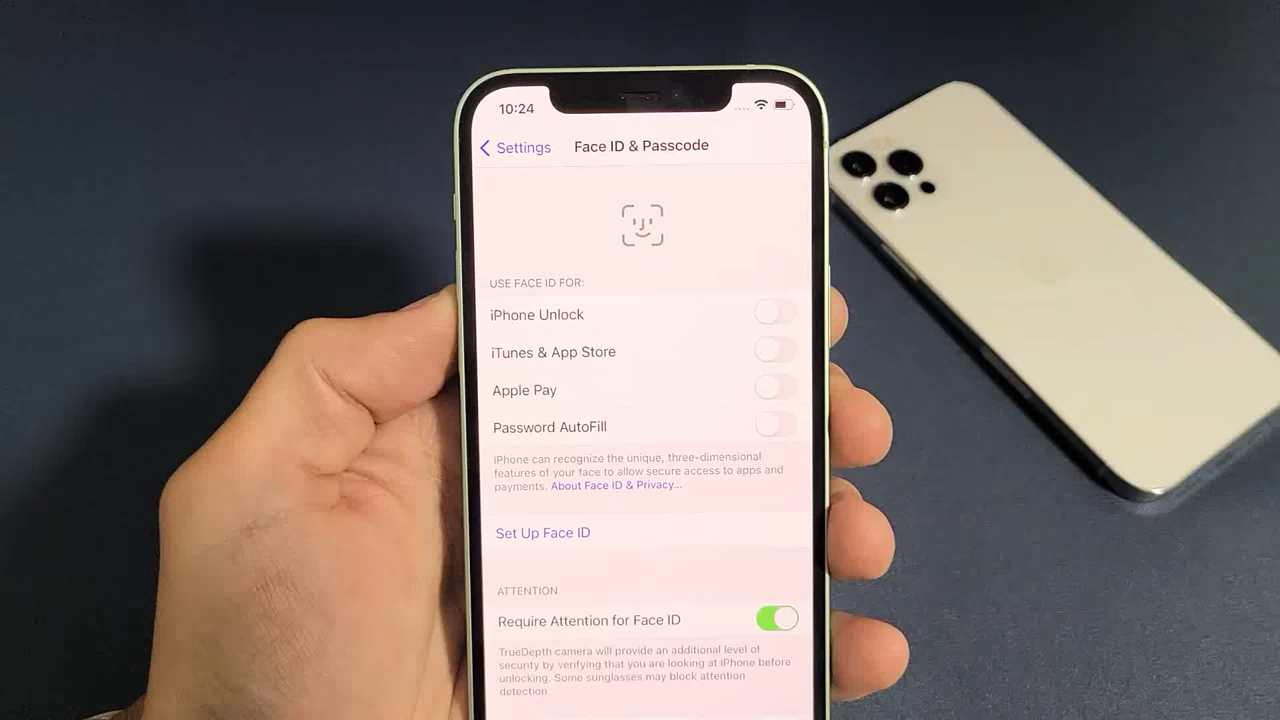 10:24
Settings
Face ID & Passcode
USE FACE ID FOR:
iPhone Unlock
iTunes & App Store
Apple Pay
Password AutoFill
iPhone can recognize the unique, three-dimensional
features of your face to allow secure access to apps and
payments. About Face ID & Privacy...
Set Up Face ID
ATTENTION
Require Attention for Face ID
TrueDepth camera will provide an additional level of
security by verifying that you are looking at iPhone before
unlocking. Some sunglasses may block attention
detection.